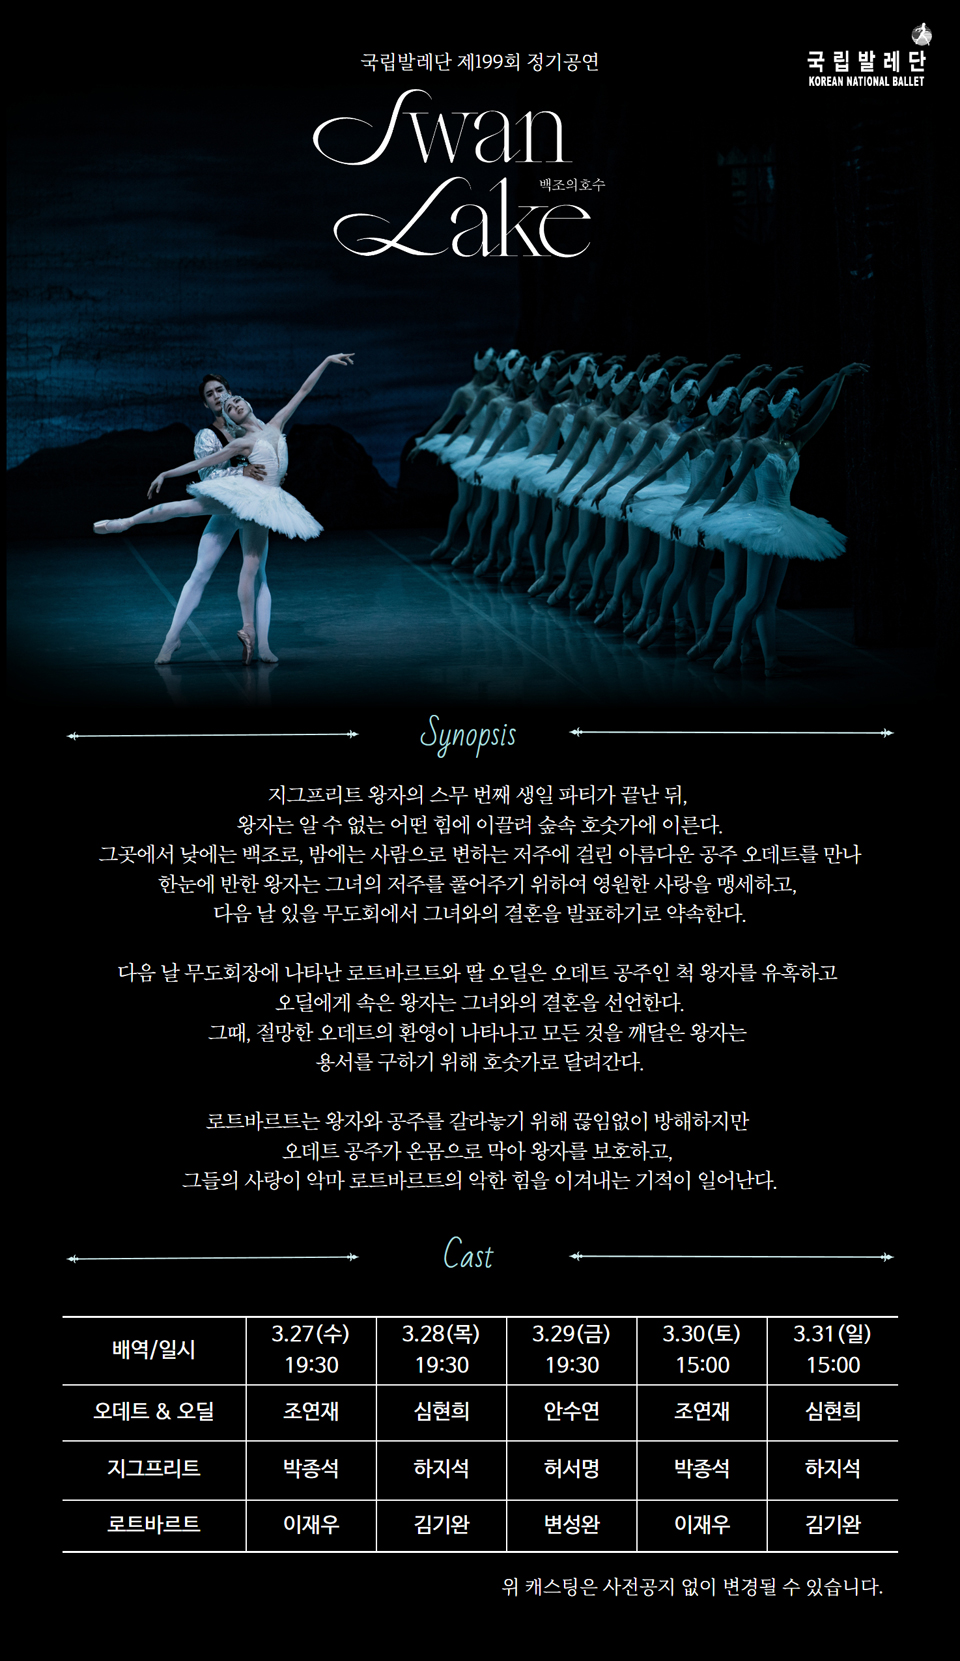 국립발레단 제199회 정기공연
국립발레단
KOREAN NATIONAL BALLET
Swan
백조의호수
Lake
Synopsis
지그프리트 왕자의 스무 번째 생일 파티가 끝난 뒤,
왕자는 알 수 없는 어떤 힘에 이끌려 숲속 호숫가에 이른다.
그곳에서 낮에는 백조로, 밤에는 사람으로 변하는 저주에 걸린 아름다운 공주 오데트를 만나
한눈에 반한 왕자는 그녀의 저주를 풀어주기 위하여 영원한 사랑을 맹세하고,
다음 날 있을 무도회에서 그녀와의 결혼을 발표하기로 약속한다.
다음 날 무도회장에 나타난 로트바르트와 딸 오딜은 오데트 공주인 척 왕자를 유혹하고
오딜에게 속은 왕자는 그녀와의 결혼을 선언한다.
그때, 절망한 오데트의 환영이 나타나고 모든 것을 깨달은 왕자는
용서를 구하기 위해 호숫가로 달려간다.
로트바르트는 왕자와 공주를 갈라놓기 위해 끊임없이 방해하지만
오데트 공주가 온몸으로 막아 왕자를 보호하고,
그들의 사랑이 악마 로트바르트의 악한 힘을 이겨내는 기적이 일어난다.
Cast
배역/일시 3.27(수) 19:30 3.28(목) 19:30 3.29(금) 19:30 3.30(토) 15:00 3.31(일) 15:00
오데트 & 오딜 조연재 심현희 안수연 조연재 심현희
지그프리트 박종석 하지석 허서명 박종석 하지석
로트바르트 이재우 김기완 변성완 이재우 김기완
위 캐스팅은 사전공지 없이 변경될 수 있습니다.